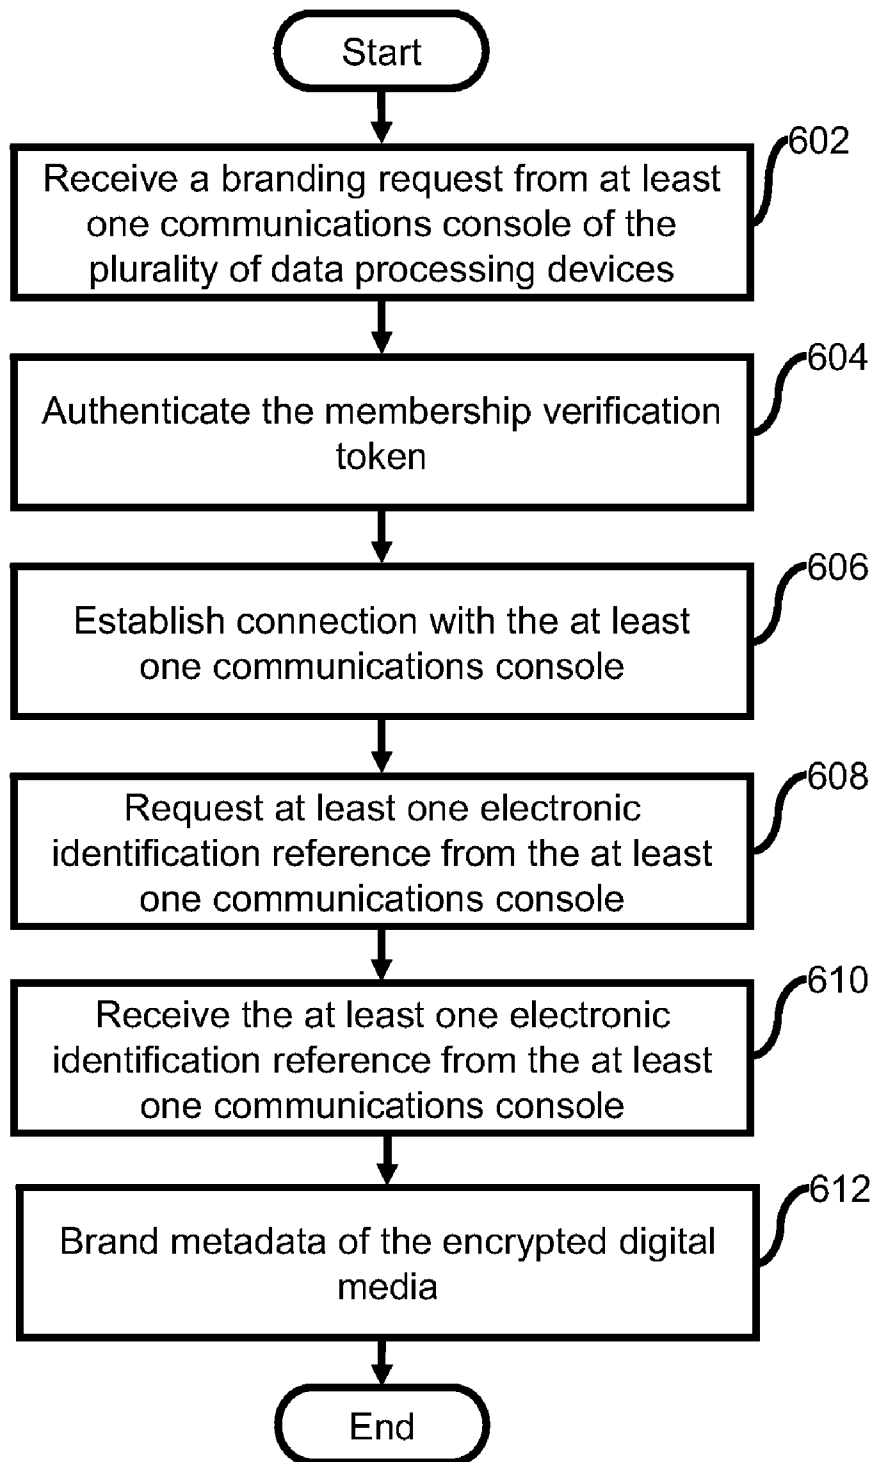 Start
602
Receive a branding request from at least
one communications console of the
plurality of data processing devices
604
Authenticate the membership verification
token
606
Establish connection with the at least
one communications console
608
Request at least one electronic
identification reference from the at least
one communications console
610
Receive the at least one electronic
identification reference from the at least
one communications console
612
Brand metadata of the encrypted digital
media
End